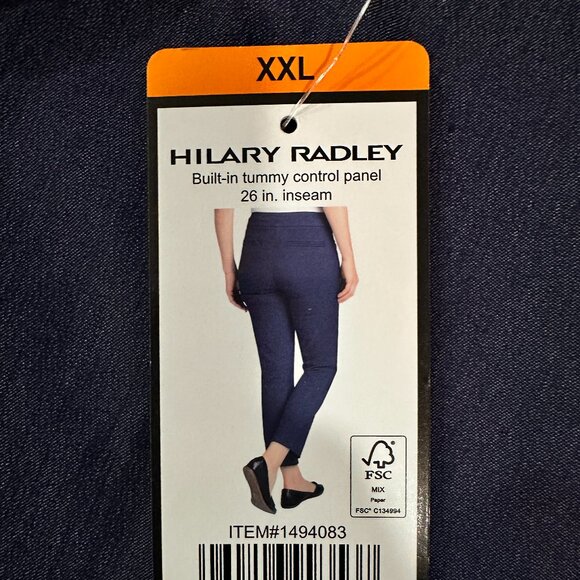 XXL
HILARY RADLEY
Built-in tummy control panel
26 in. inseam
FSC
MIX
Paper
FSC® C134994
ITEM#1494083